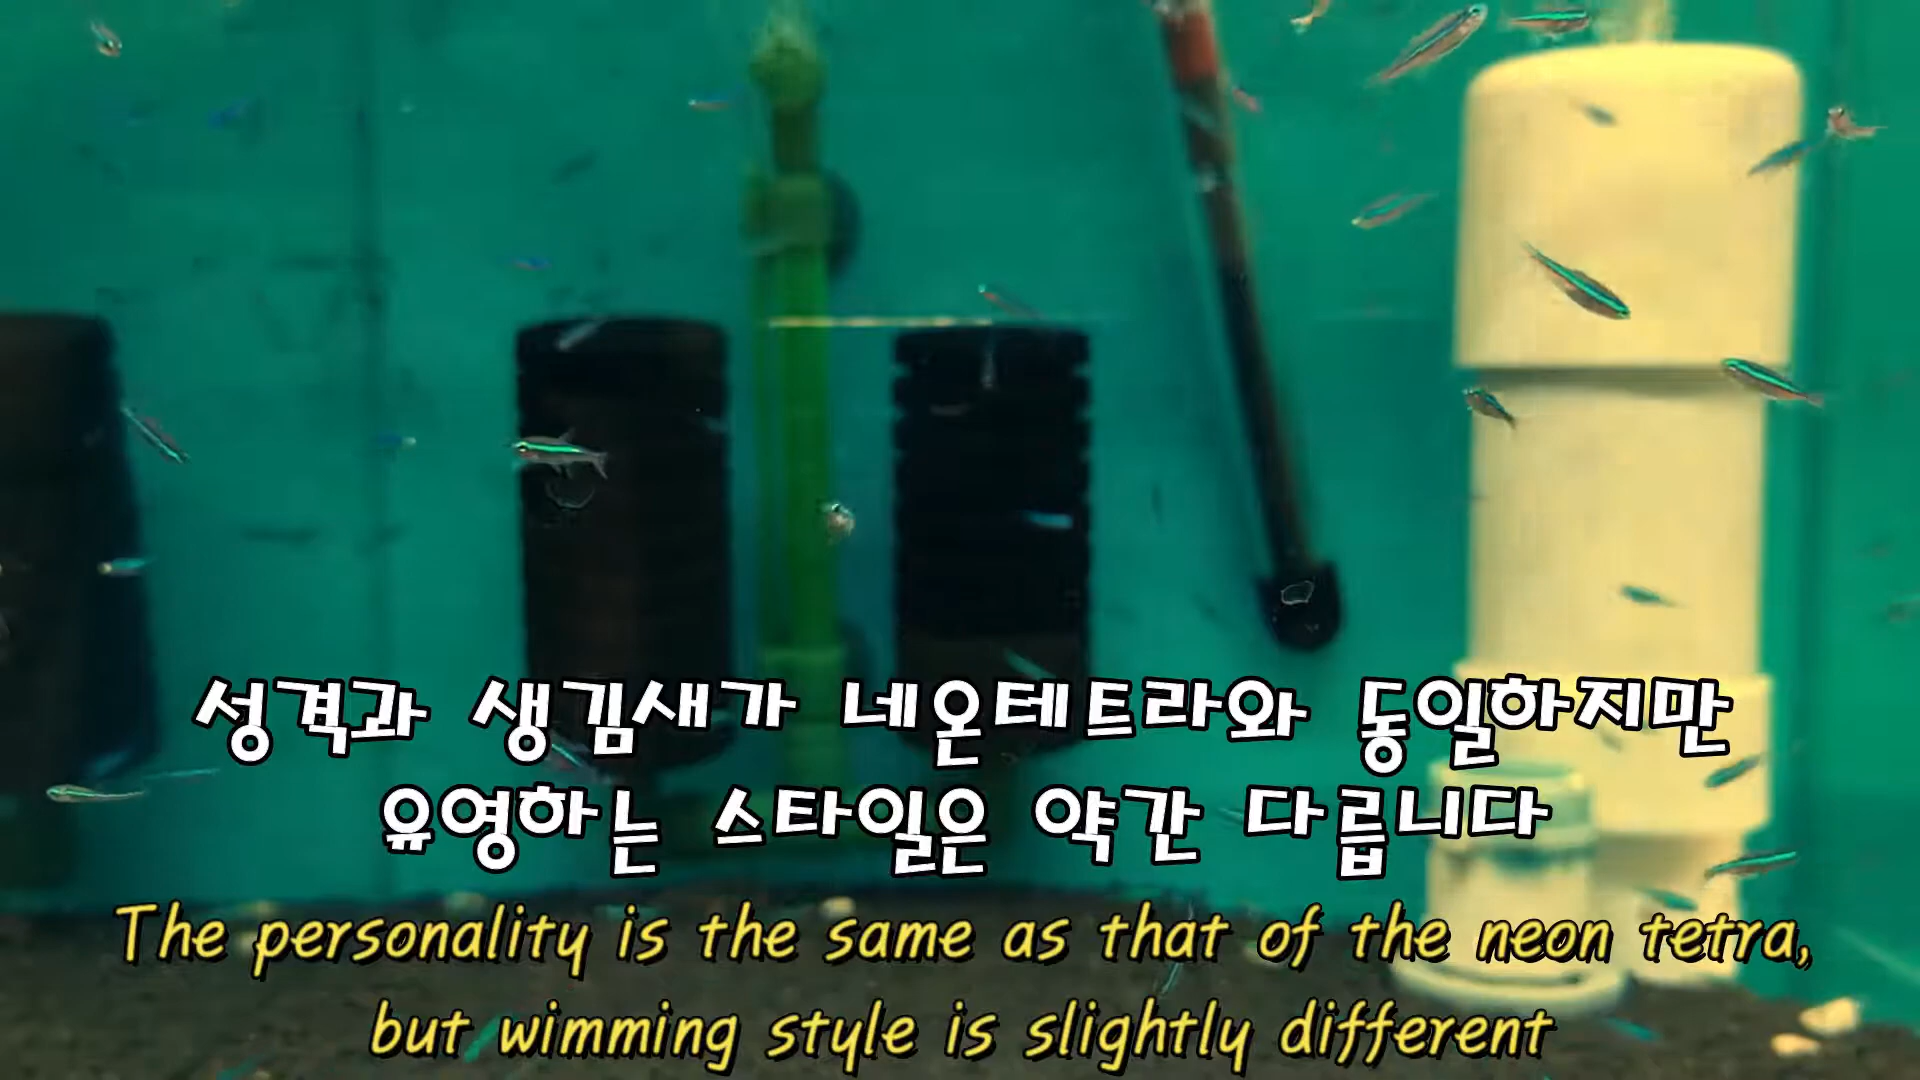 성격과 생김새가 네온테트라와 동일하지만
유영하는 스타일은 약간 다릅니다
The personality is the same as that of the neon tetra,
but wimming style is slightly different